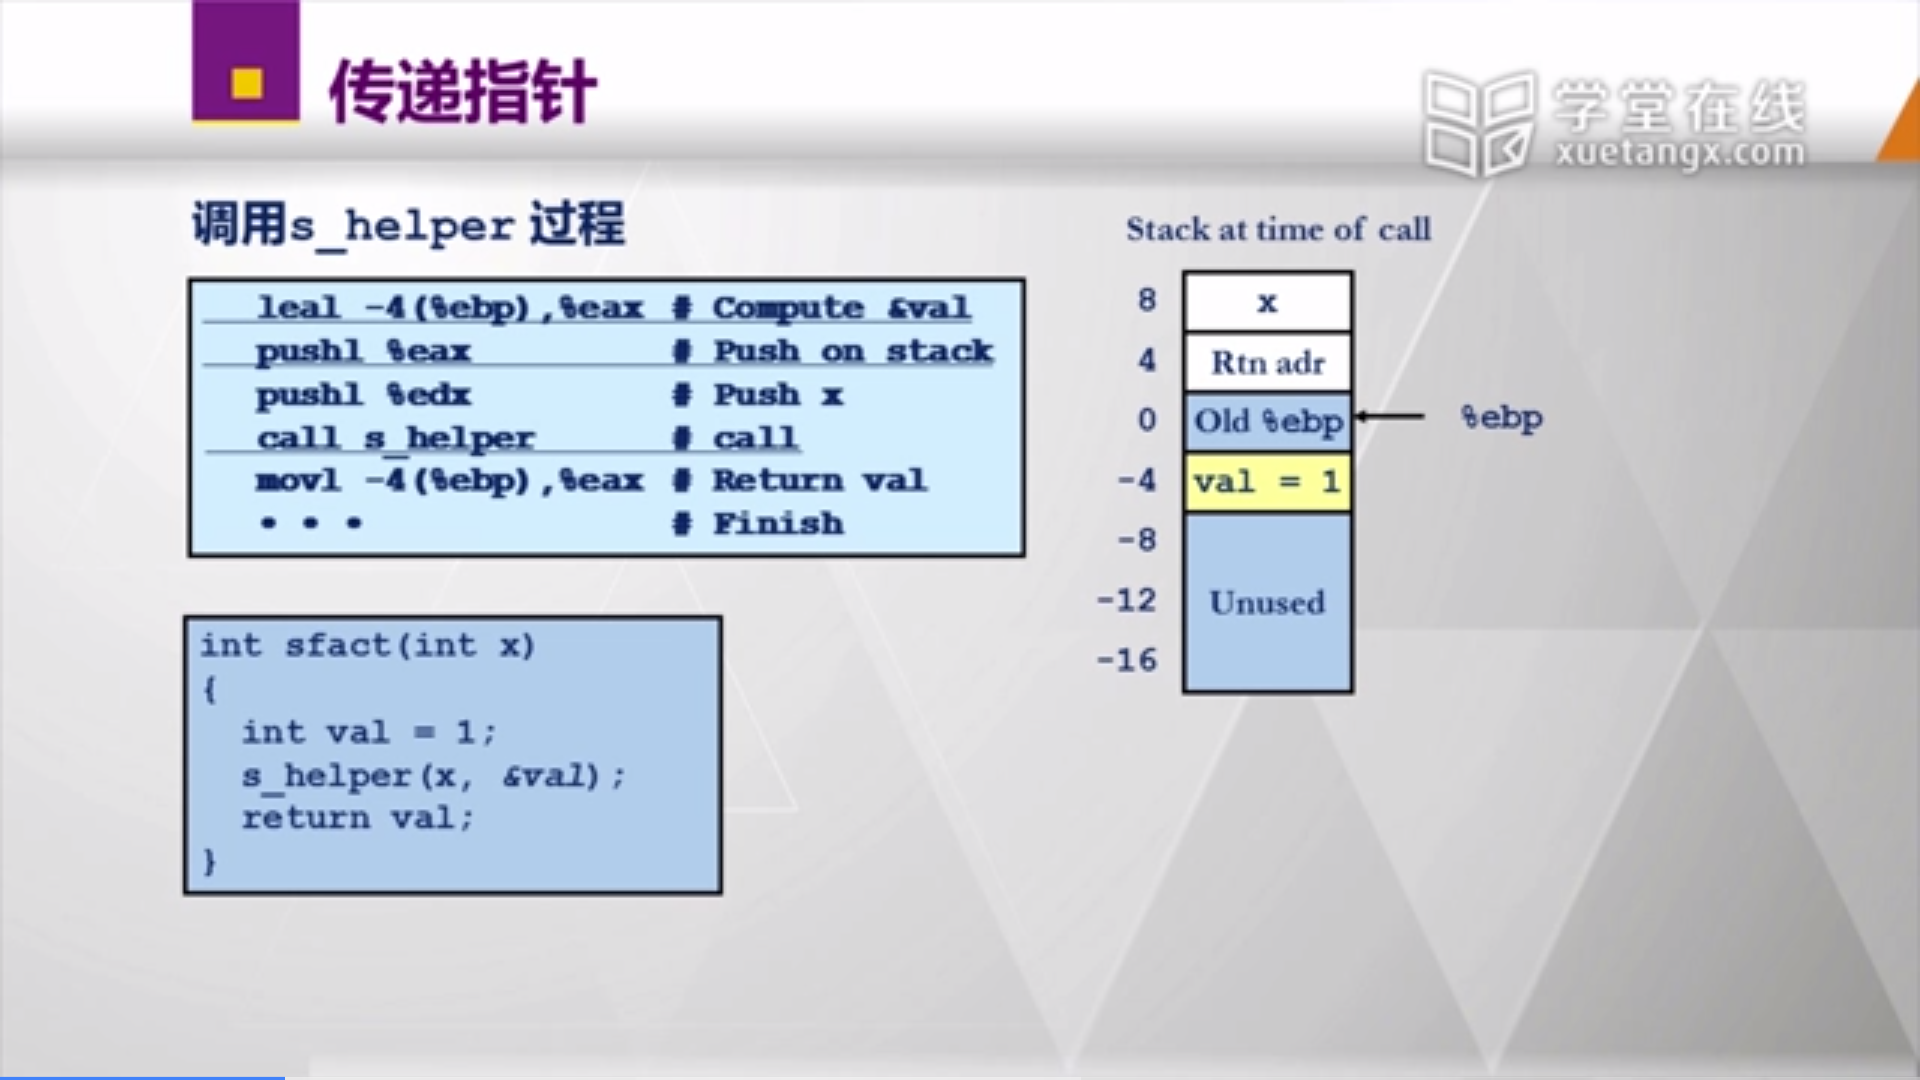 传递指针
学堂在线
xuetangx.com
调用s_helper 过程
leal -4(%ebp),%eax # Compute &val
pushl %eax # Push on stack
pushl %edx # Push x
call s_helper # call
movl -4(%ebp),%eax # Return val
• • • # Finish
int sfact(int x)
{
int val = 1;
s_helper(x, &val);
return val;
}
Stack at time of call
8 x
4 Rtn adr
0 Old %ebp %ebp
-4 val = 1
-8
-12 Unused
-16